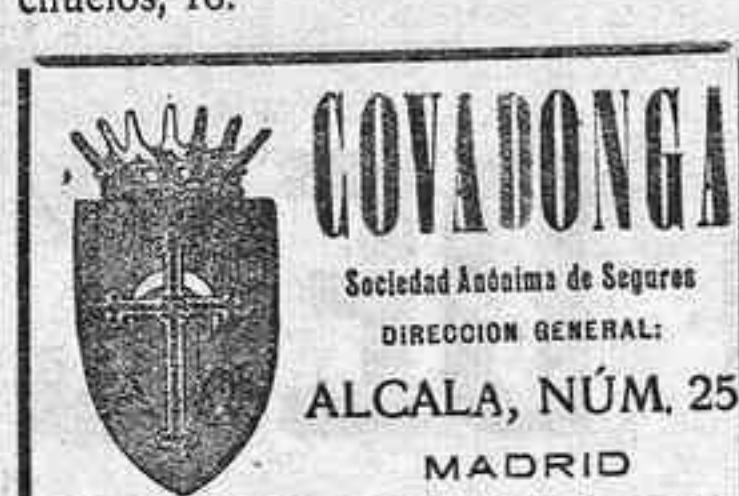 COVADONGA
Sociedad Anónima de Seguros
DIRECCION GENERAL:
ALCALA, NÚM. 25
MADRID